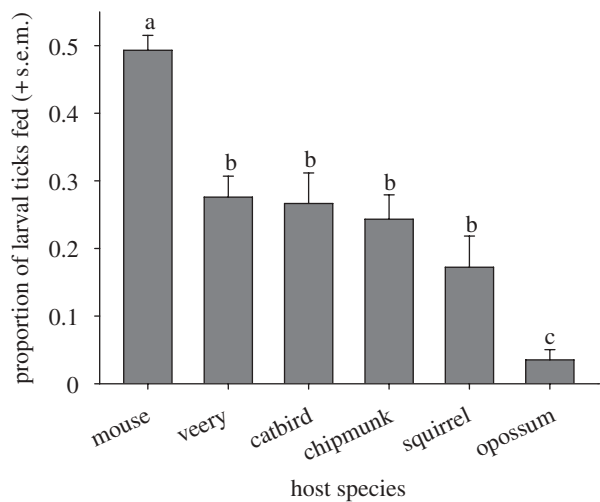 proportion of larval ticks fed (+ s.e.m.)
0.5
0.4
0.3
0.2
0.1
0
a
b
b
b
b
c
mouse
veery
catbird
chipmunk
squirrel
opossum
host species